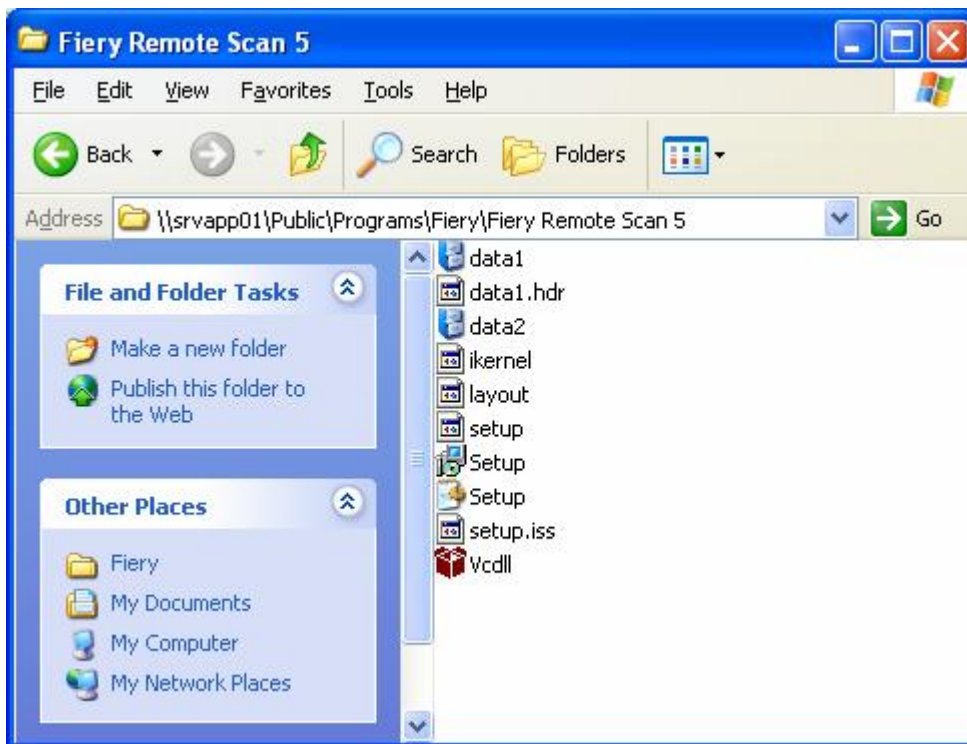 Fiery Remote Scan 5
File Edit View Favorites Tools Help
Back Search Folders
Address \\srvapp01\Public\Programs\Fiery\Fiery Remote Scan 5 Go
File and Folder Tasks
Make a new folder
Publish this folder to
the Web
Other Places
Fiery
My Documents
My Computer
My Network Places
data1
data1.hdr
data2
ikernel
layout
setup
Setup
Setup
setup.iss
Vcdll